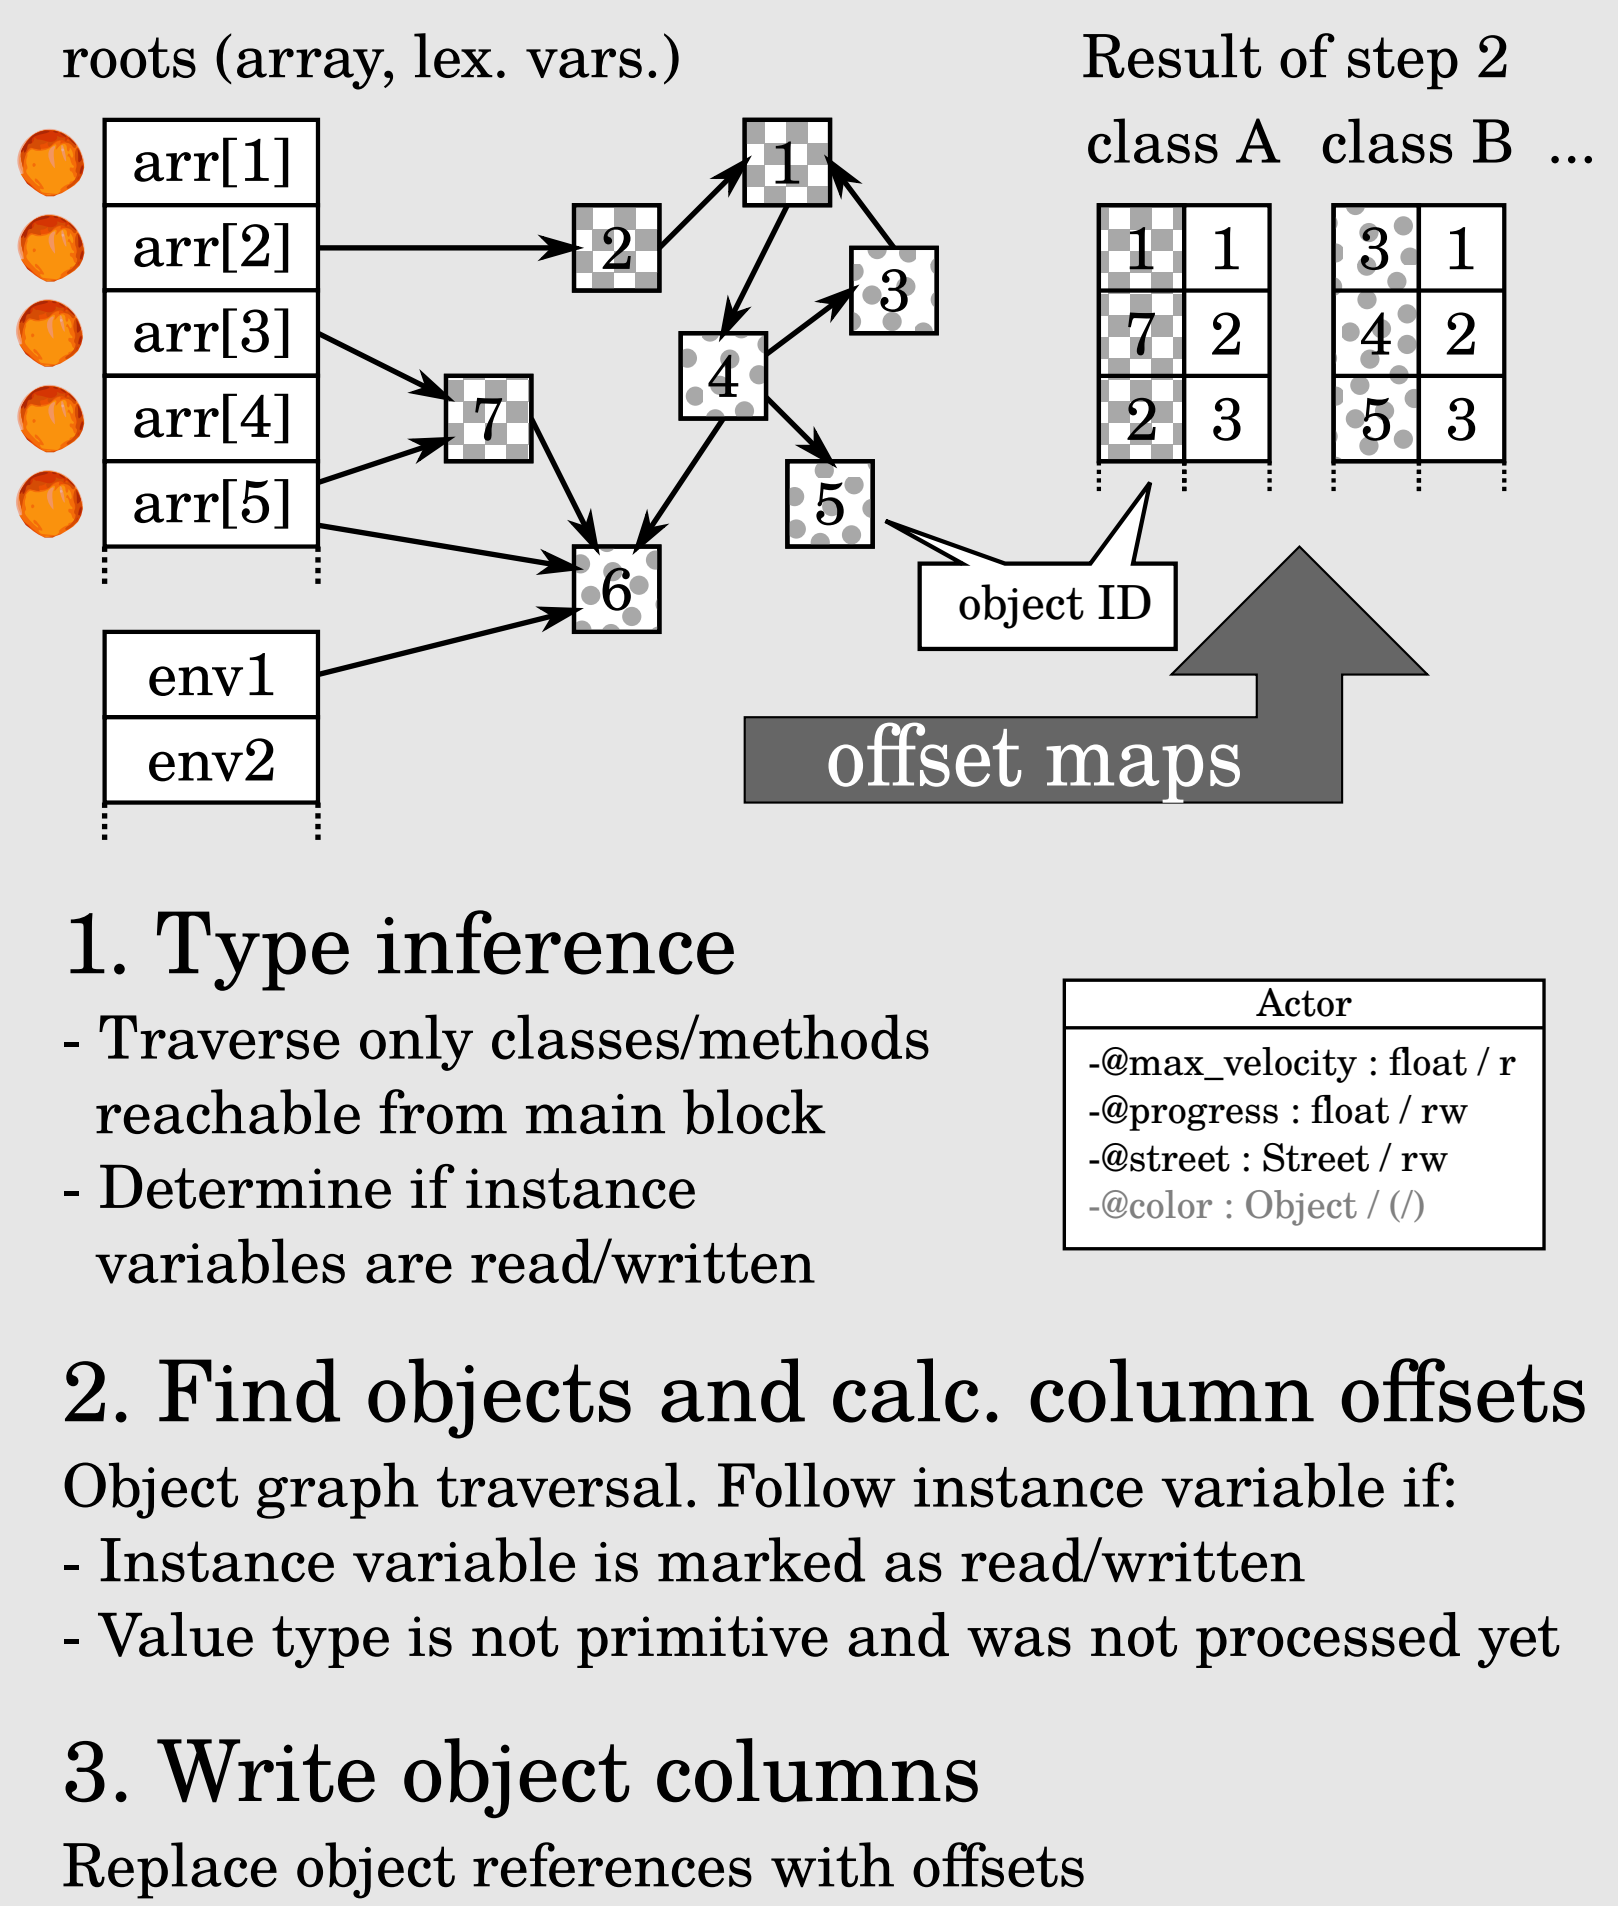 roots (array, lex. vars.)
arr[1]
arr[2]
arr[3]
arr[4]
arr[5]
env1
env2
1
2
3
4
7
5
6
Result of step 2
class A class B ...
1 1 3 1
7 2 4 2
2 3 5 3
object ID
offset maps
1. Type inference
- Traverse only classes/methods
reachable from main block
- Determine if instance
variables are read/written
Actor
-@max_velocity : float / r
-@progress : float / rw
-@street : Street / rw
-@color : Object / (/)
2. Find objects and calc. column offsets
Object graph traversal. Follow instance variable if:
- Instance variable is marked as read/written
- Value type is not primitive and was not processed yet
3. Write object columns
Replace object references with offsets